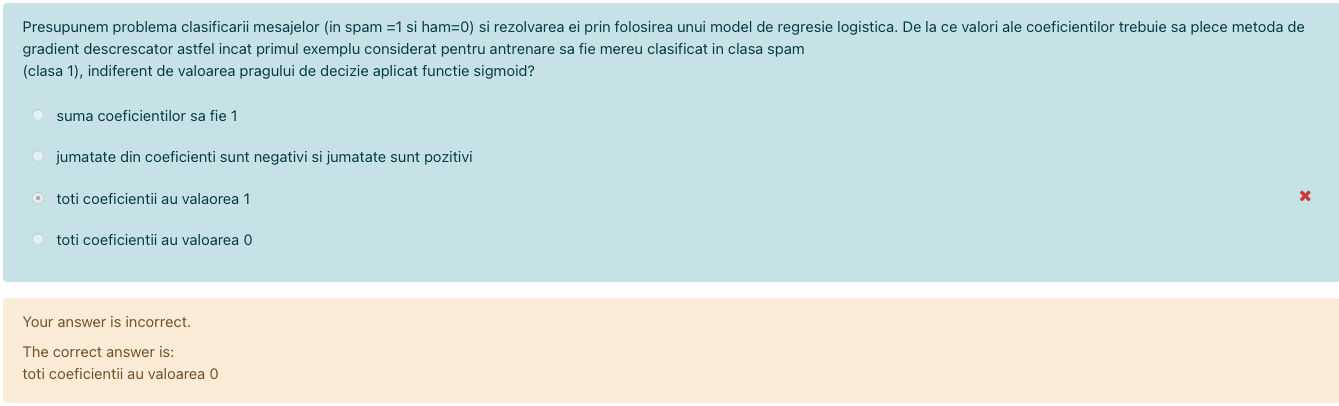 Presupunem problema clasificarii mesajelor (in spam =1 si ham=0) si rezolvarea ei prin folosirea unui model de regresie logistica. De la ce valori ale coeficientilor trebuie sa plece metoda de
gradient descrescator astfel incat primul exemplu considerat pentru antrenare sa fie mereu clasificat in clasa spam
(clasa 1), indiferent de valoarea pragului de decizie aplicat functie sigmoid?
suma coeficientilor sa fie 1
jumatate din coeficienti sunt negativi si jumatate sunt pozitivi
toti coeficientii au valaorea 1
toti coeficientii au valoarea 0
Your answer is incorrect.
The correct answer is:
toti coeficientii au valoarea 0